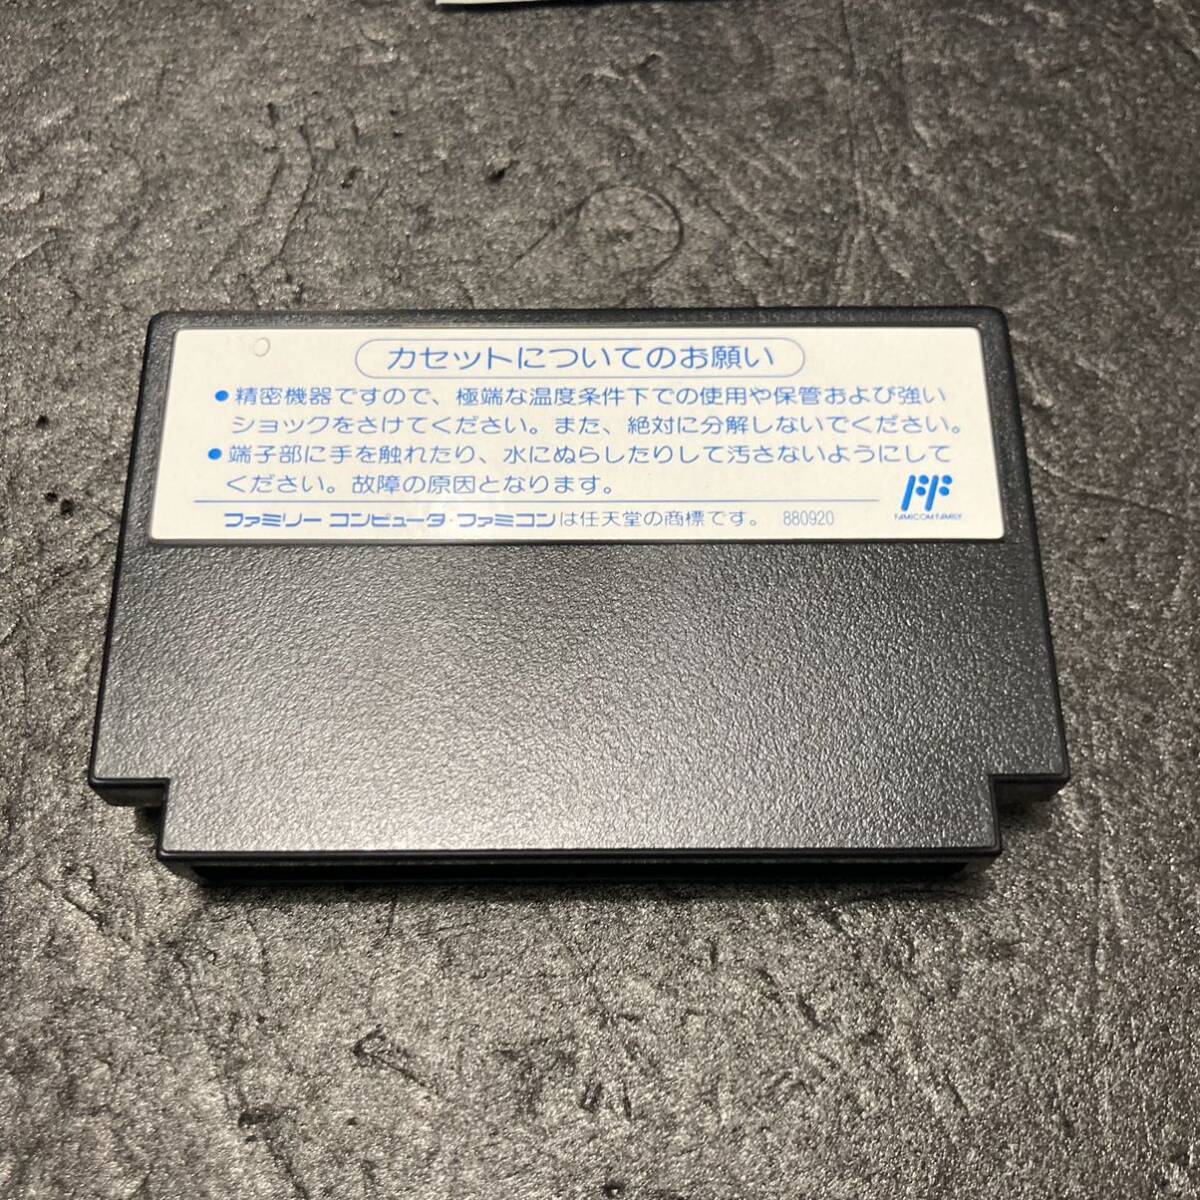 カセットについてのお願い
●精密機器ですので、極端な温度条件下での使用や保管および強い
ショックをさけてください。また、絶対に分解しないでください。
●端子部に手を触れたり、水にぬらしたりして汚さないようにして
ください。故障の原因となります。
ファミリー コンピュータ・ファミコンは任天堂の商標です。 880920
FF
FAMICOM FAMILY